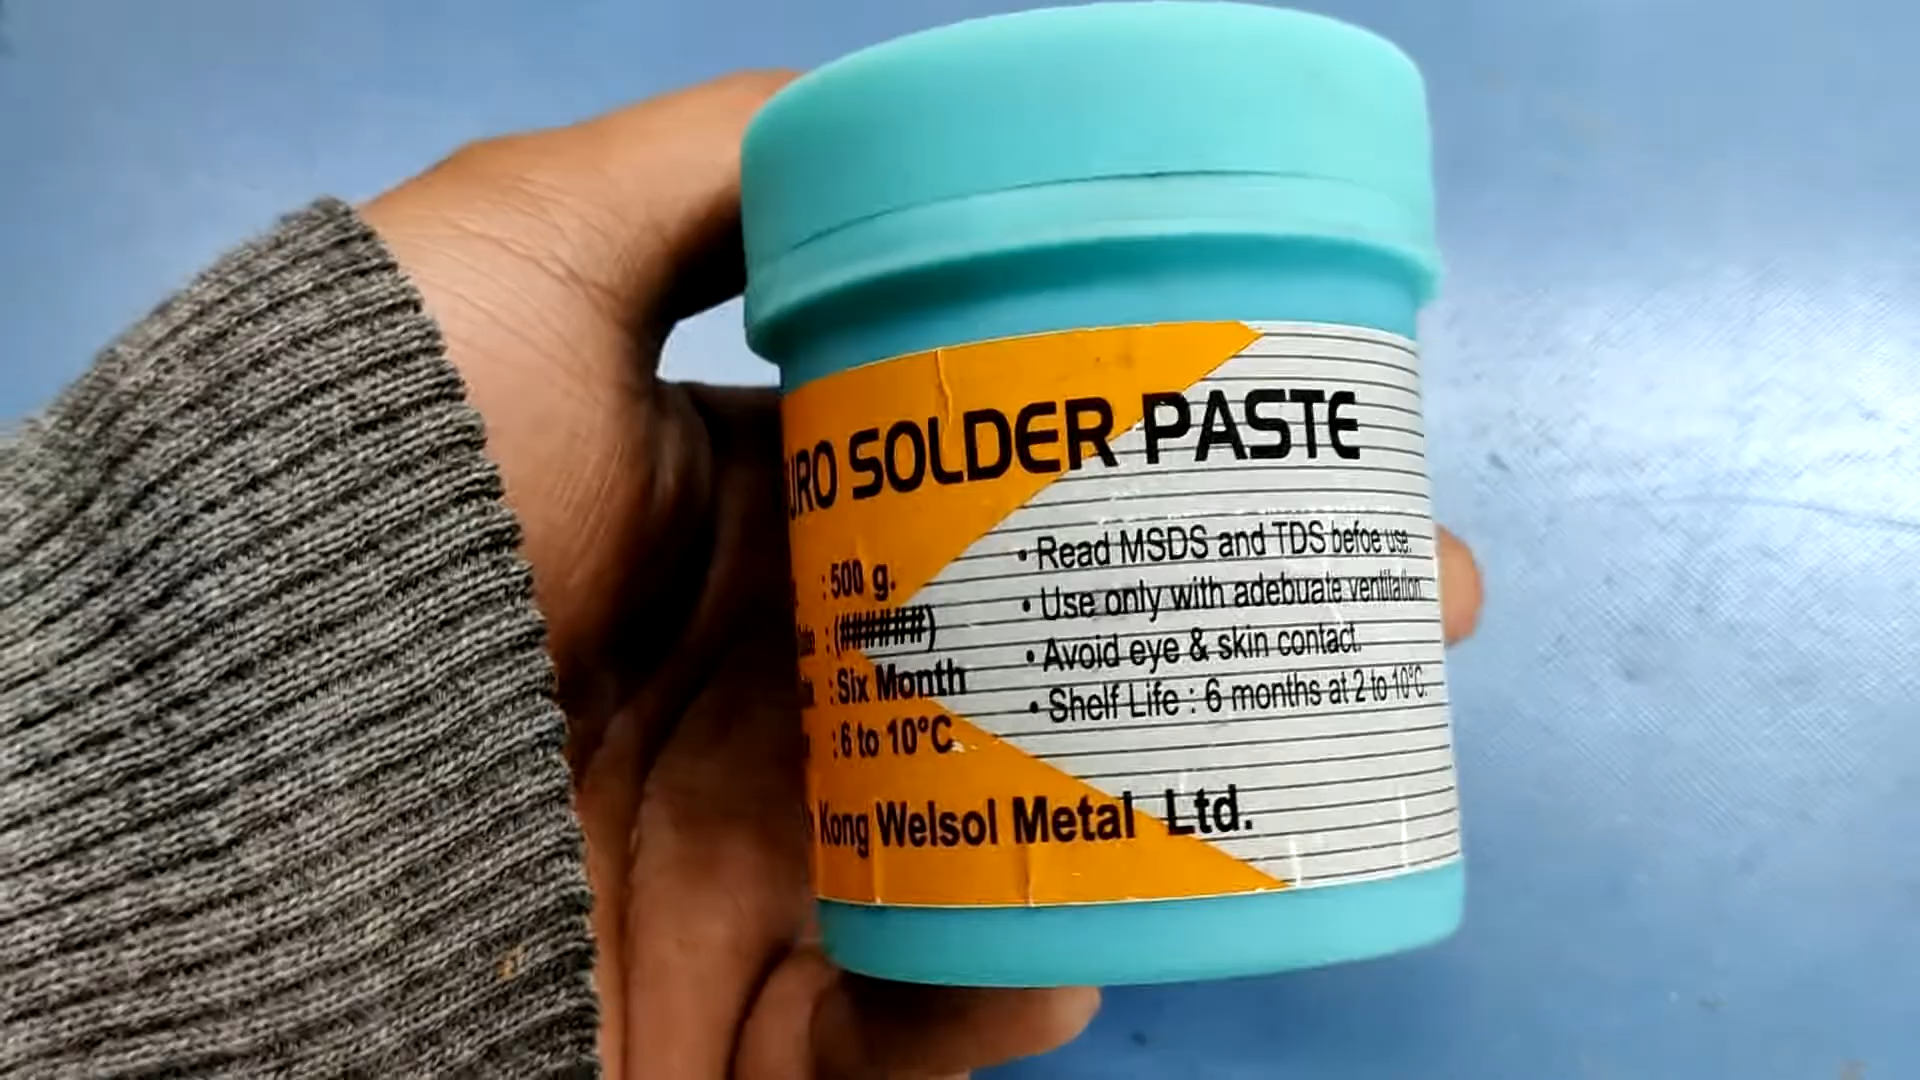 URO SOLDER PASTE
: 500 g.
: (######)
: Six Month
: 6 to 10°C
Kong Welsol Metal Ltd.
• Read MSDS and TDS befoe use.
• Use only with adebuate ventilation.
• Avoid eye & skin contact.
• Shelf Life : 6 months at 2 to 10°C.